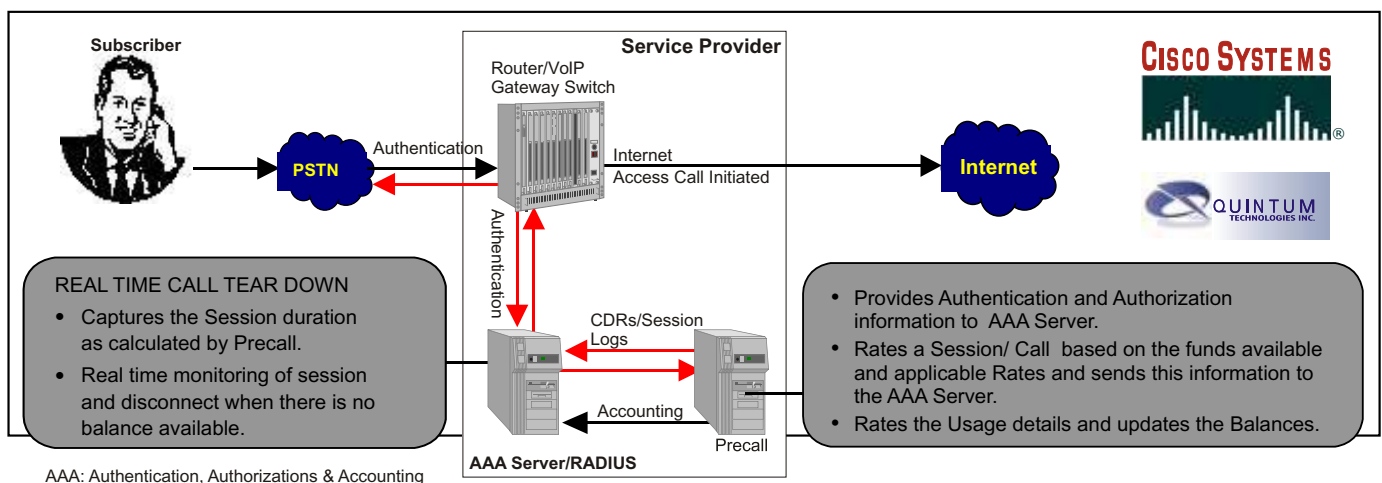 Subscriber
Service Provider
Router/VoIP
Gateway Switch
CISCO SYSTEMS
®
PSTN
Authentication
Internet
Access Call Initiated
Internet
QUINTUM
TECHNOLOGIES INC.
Authentication
REAL TIME CALL TEAR DOWN
• Captures the Session duration
as calculated by Precall.
• Real time monitoring of session
and disconnect when there is no
balance available.
CDRs/Session
Logs
Accounting
Precall
AAA Server/RADIUS
• Provides Authentication and Authorization
information to AAA Server.
• Rates a Session/ Call based on the funds available
and applicable Rates and sends this information to
the AAA Server.
• Rates the Usage details and updates the Balances.
AAA: Authentication, Authorizations & Accounting